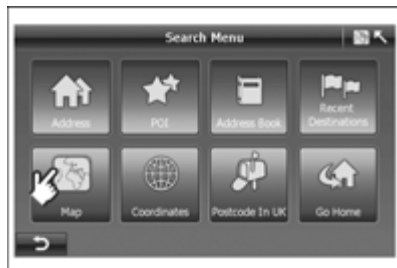 Search Menu
Address
POI
Address Book
Recent
Destinations
Map
Coordinates
Postcode In UK
Go Home